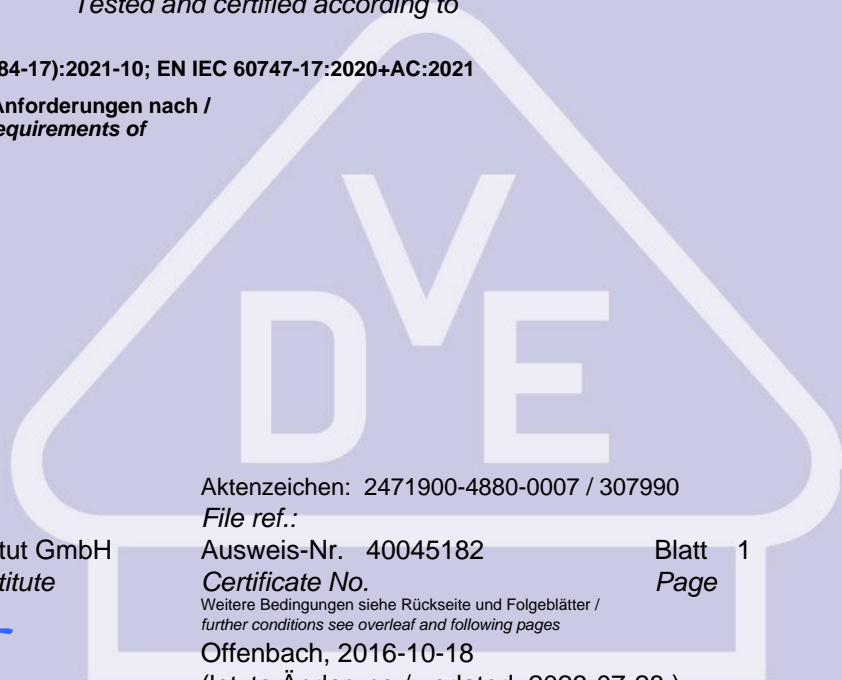 Tested and certified according to
84-17):2021-10; EN IEC 60747-17:2020+AC:2021
Anforderungen nach /
equirements of
DVE
Aktenzeichen: 2471900-4880-0007 / 307990
File ref.:
tut GmbH Ausweis-Nr. 40045182 Blatt 1
titute Certificate No. Page
Weitere Bedingungen siehe Rückseite und Folgeblätter /
further conditions see overleaf and following pages
Offenbach, 2016-10-18